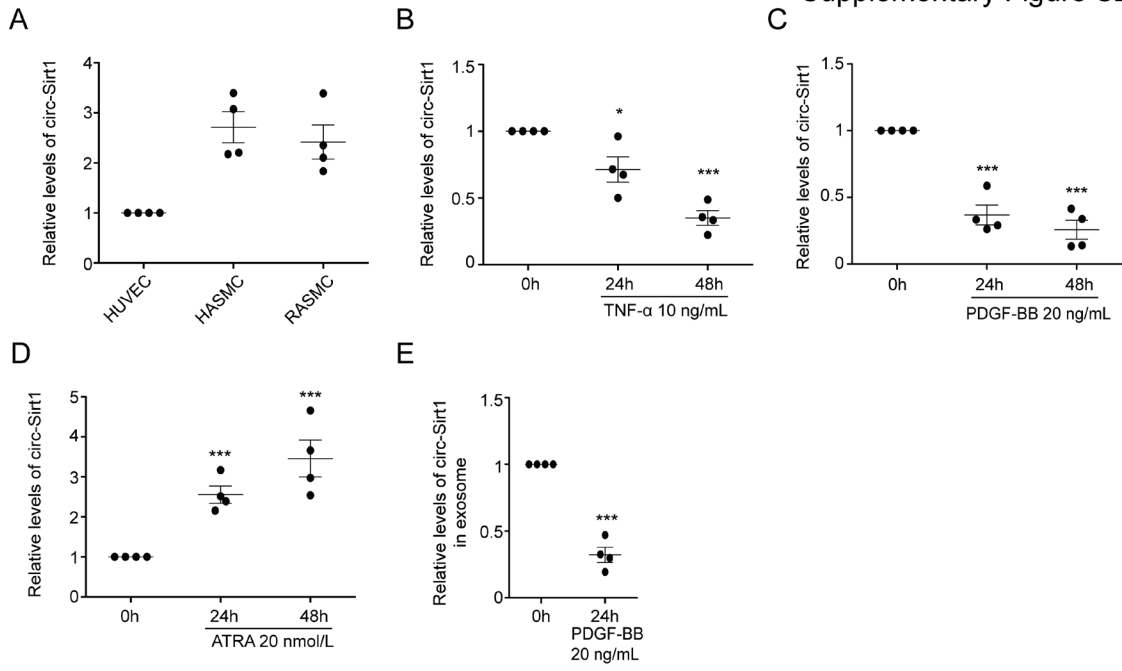 Supplementary Figure
A
Relative levels of circ-Sirt1
4
3
2
1
0
HUVEC
HASMC
RASMC
B
Relative levels of circ-Sirt1
1.5
1
0.5
0
*
***
0h
24h
48h
TNF-α 10 ng/mL
C
Relative levels of circ-Sirt1
1.5
1
0.5
0
***
***
0h
24h
48h
PDGF-BB 20 ng/mL
D
Relative levels of circ-Sirt1
5
4
3
2
1
0
***
***
0h
24h
48h
ATRA 20 nmol/L
E
Relative levels of circ-Sirt1
in exosome
1.5
1
0.5
0
***
0h
24h
PDGF-BB
20 ng/mL